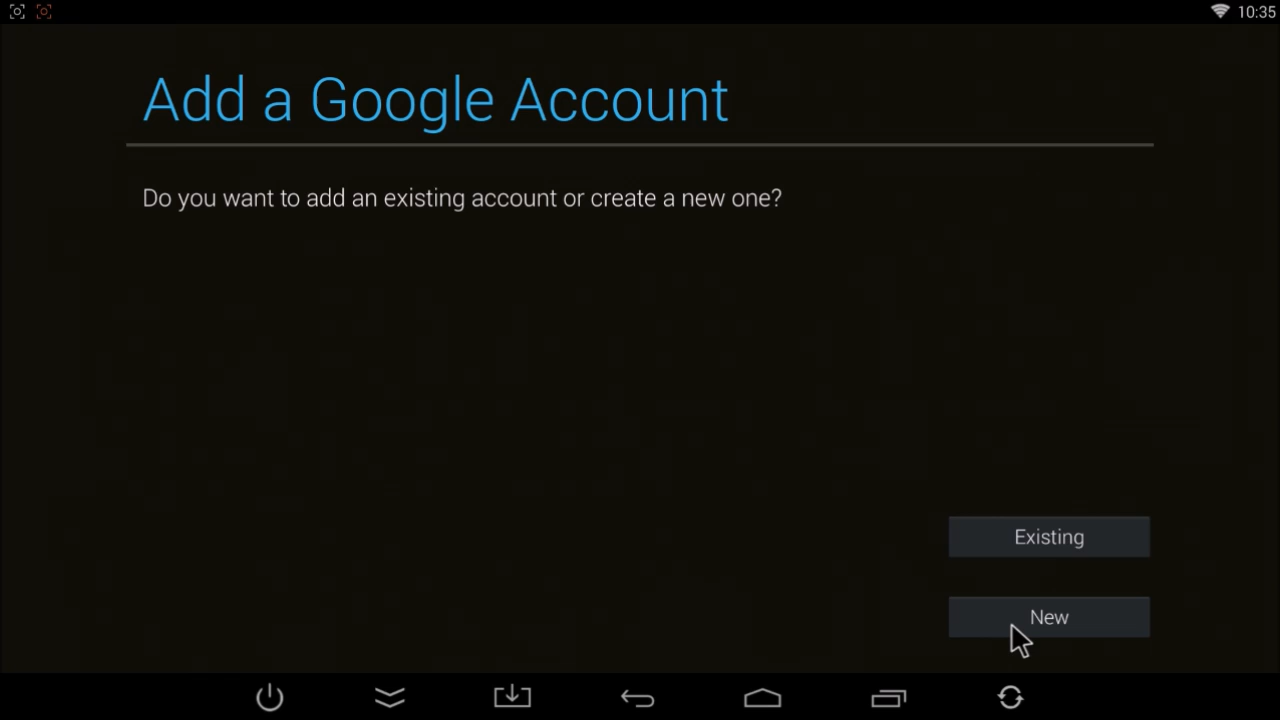 10:35
Add a Google Account
Do you want to add an existing account or create a new one?
Existing
New